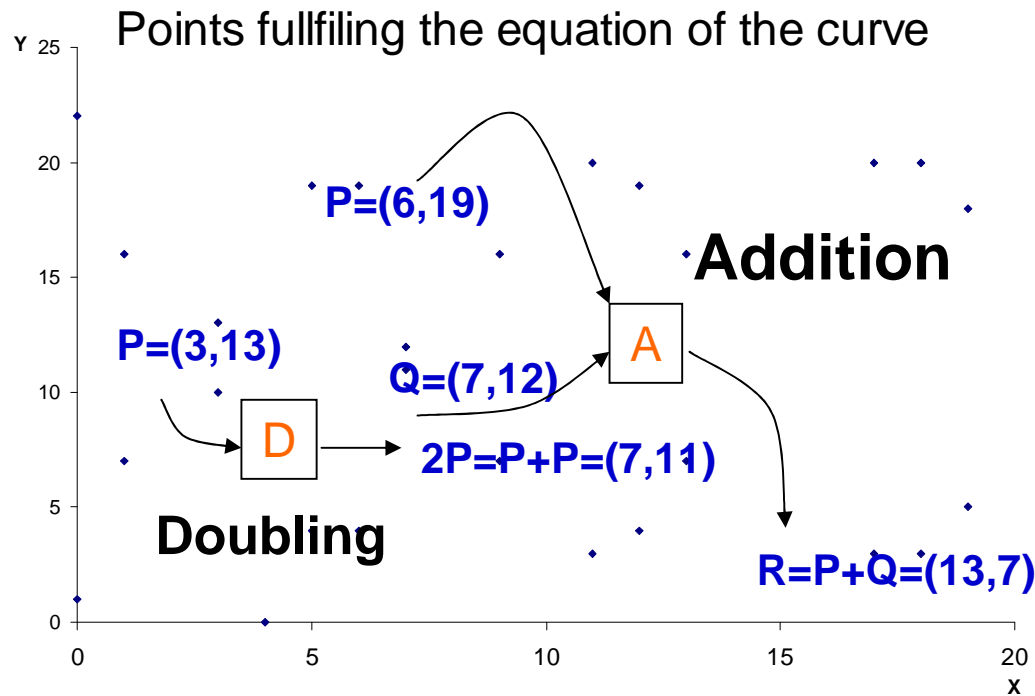 Points fullfiling the equation of the curve
Y
25
20
15
10
5
0
P=(6,19)
Addition
P=(3,13)
A
Q=(7,12)
D
2P=P+P=(7,11)
Doubling
R=P+Q=(13,7)
0 5 10 15 20
X